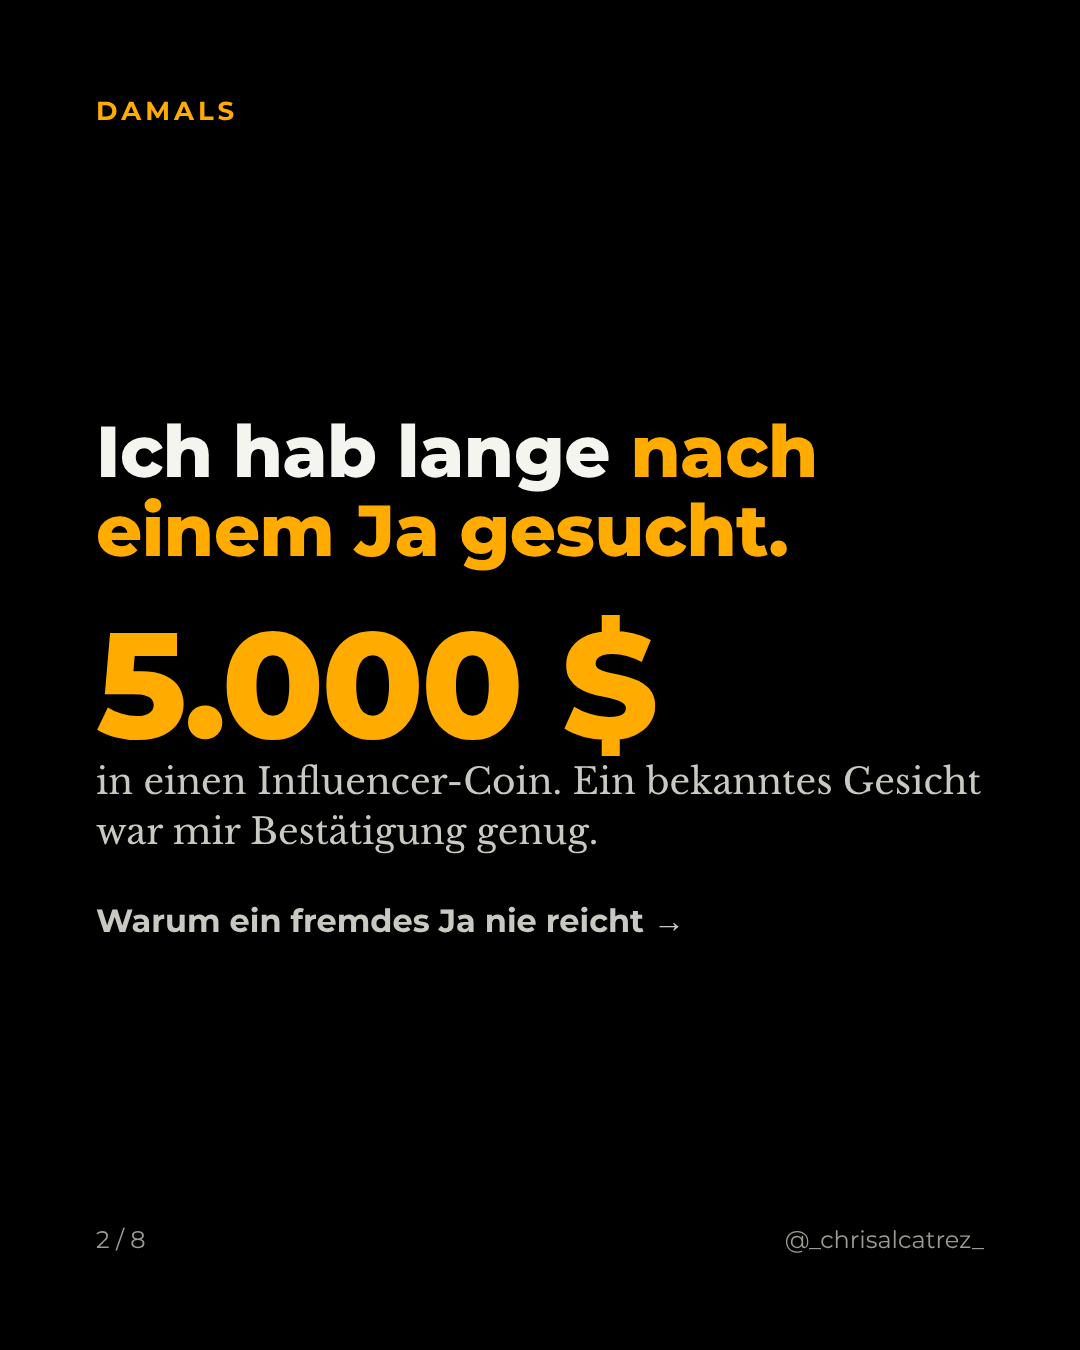 DAMALS
Ich hab lange nach
einem Ja gesucht.
5.000 $
in einen Influencer-Coin. Ein bekanntes Gesicht
war mir Bestätigung genug.
Warum ein fremdes Ja nie reicht →
2 / 8
@_chrisalcatrez_